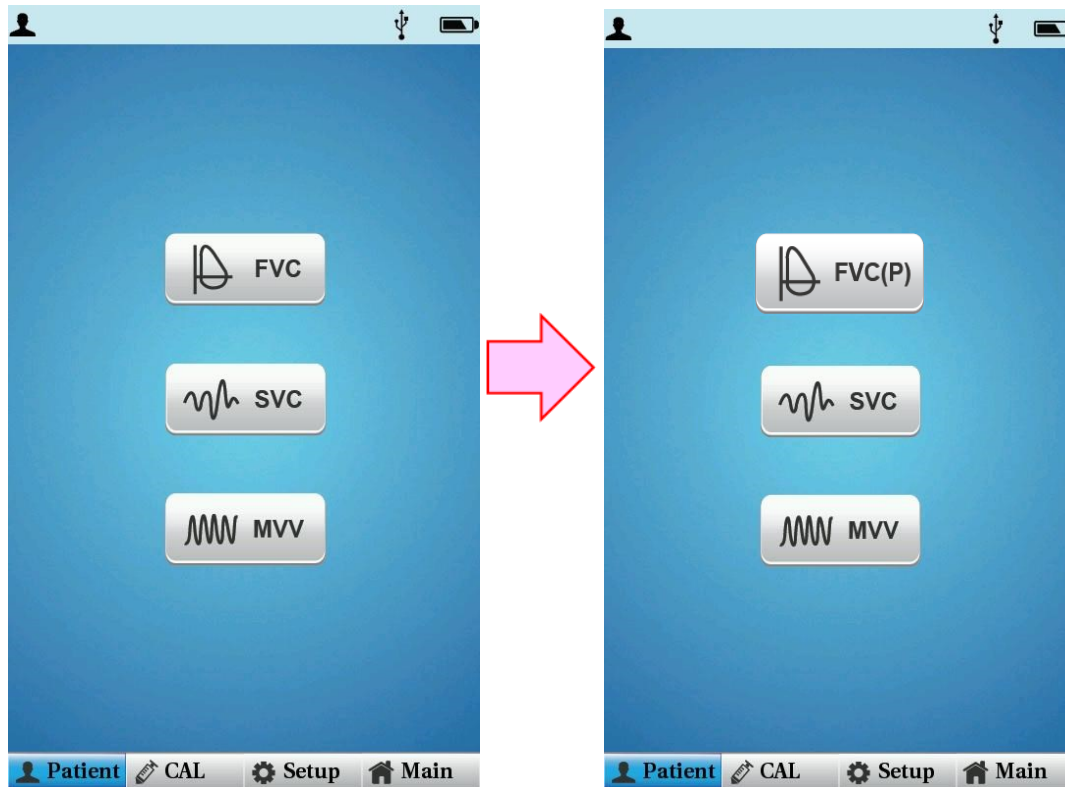 FVC
SVC
MVV
Patient CAL Setup Main
FVC(P)
SVC
MVV
Patient CAL Setup Main